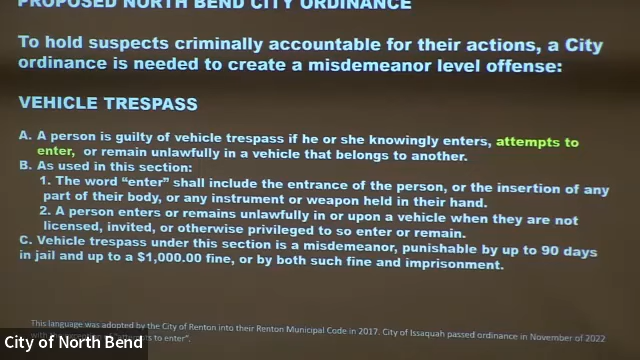 PROPOSED NORTH BEND CITY ORDINANCE
To hold suspects criminally accountable for their actions, a City
ordinance is needed to create a misdemeanor level offense:
VEHICLE TRESPASS
A. A person is guilty of vehicle trespass if he or she knowingly enters, attempts to
enter, or remain unlawfully in a vehicle that belongs to another.
B. As used in this section:
1. The word “enter” shall include the entrance of the person, or the insertion of any
part of their body, or any instrument or weapon held in their hand.
2. A person enters or remains unlawfully in or upon a vehicle when they are not
licensed, invited, or otherwise privileged to so enter or remain.
C. Vehicle trespass under this section is a misdemeanor, punishable by up to 90 days
in jail and up to a $1,000.00 fine, or by both such fine and imprisonment.
This language was adopted by the City of Renton into their Renton Municipal Code in 2017. City of Issaquah passed ordinance in November of 2022
to enter”.
City of North Bend